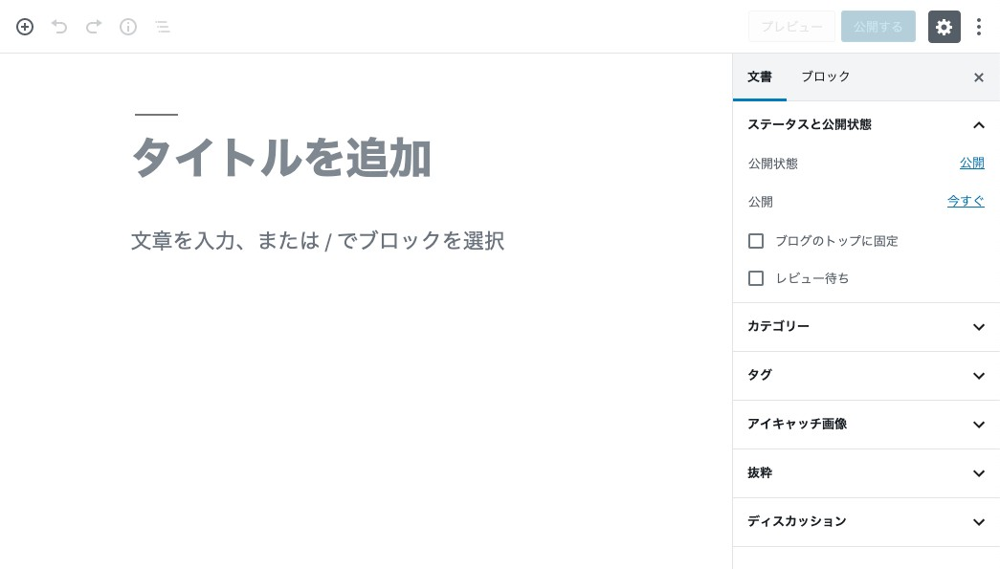 プレビュー
公開する
文書
ブロック
タイトルを追加
文章を入力、または / でブロックを選択
ステータスと公開状態
公開状態
公開
公開
今すぐ
ブログのトップに固定
レビュー待ち
カテゴリー
タグ
アイキャッチ画像
抜粋
ディスカッション